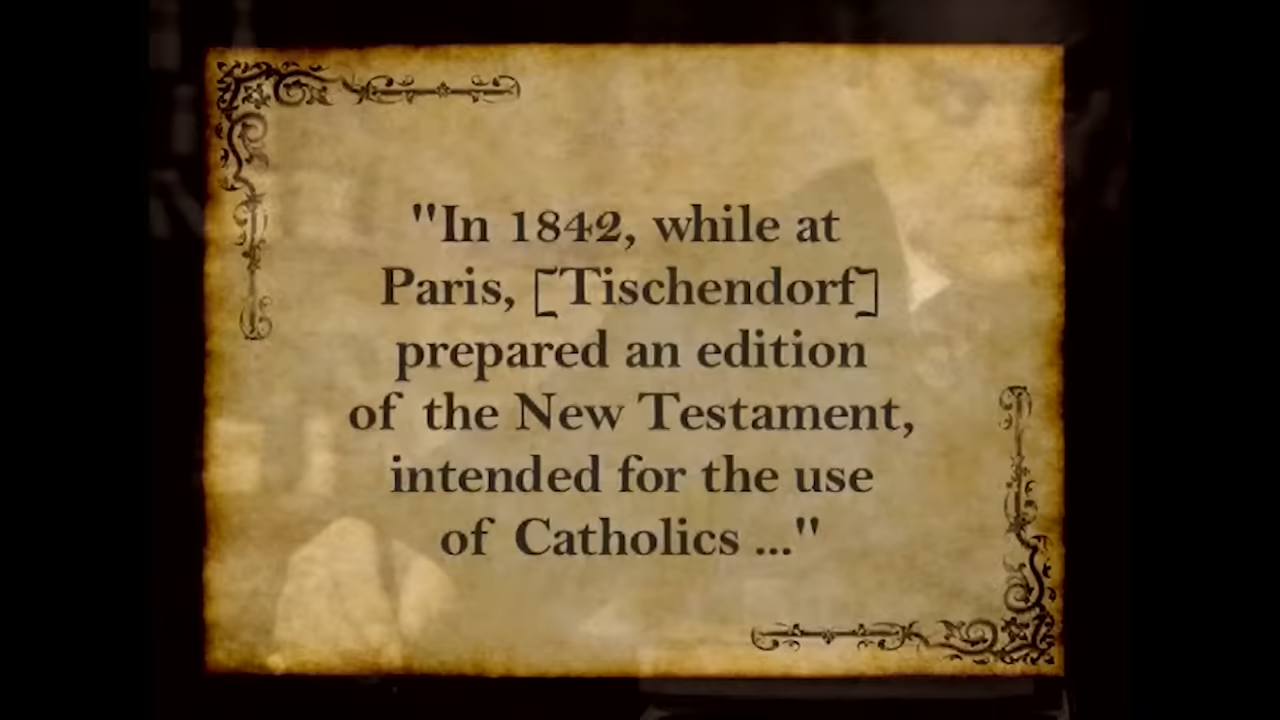 "In 1842, while at
Paris, [Tischendorf]
prepared an edition
of the New Testament,
intended for the use
of Catholics ..."